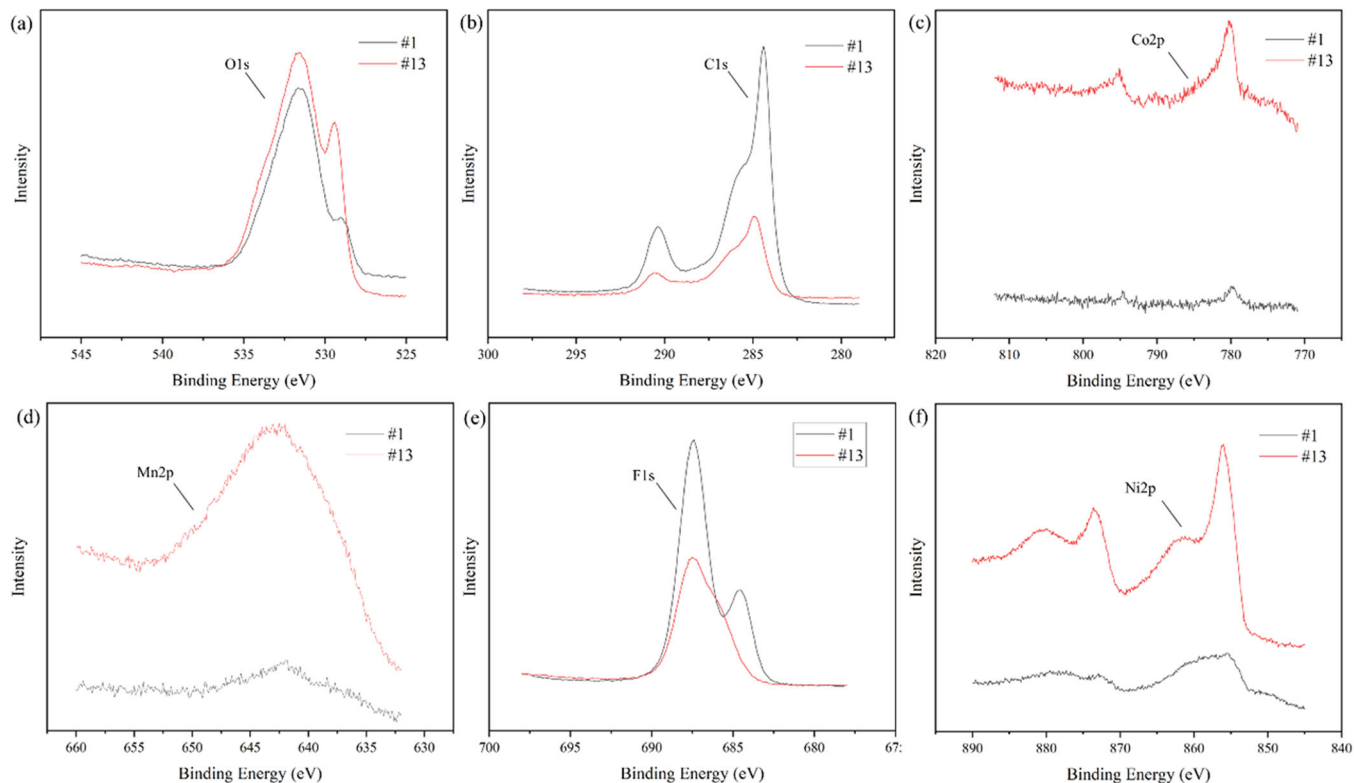 (a)
#1
#13
O1s
Intensity
545 540 535 530 525
Binding Energy (eV)
(b)
#1
#13
C1s
Intensity
300 295 290 285 280
Binding Energy (eV)
(c)
#1
#13
Co2p
Intensity
820 810 800 790 780 770
Binding Energy (eV)
(d)
#1
#13
Mn2p
Intensity
660 655 650 645 640 635 630
Binding Energy (eV)
(e)
#1
#13
F1s
Intensity
700 695 690 685 680 67
Binding Energy (eV)
(f)
#1
#13
Ni2p
Intensity
890 880 870 860 850 840
Binding Energy (eV)